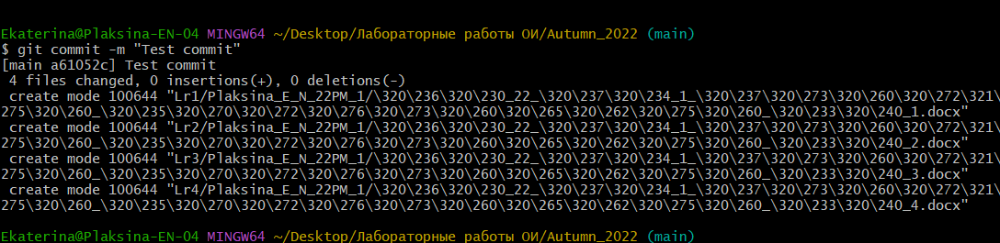 Ekaterina@Plaksina-EN-04 MINGW64 ~/Desktop/Лабораторные работы ОИ/Autumn_2022 (main)
$ git commit -m "Test commit"
[main a61052c] Test commit
 4 files changed, 0 insertions(+), 0 deletions(-)
 create mode 100644 "Lr1/Plaksina_E_N_22PM_1/\320\236\320\230_22_\320\237\320\234_1_\320\237\320\273\320\260\320\272\321\
275\320\260_\320\235\320\270\320\272\320\276\320\273\320\260\320\265\320\262\320\275\320\260_\320\233\320\240_1.docx"
 create mode 100644 "Lr2/Plaksina_E_N_22PM_1/\320\236\320\230_22_\320\237\320\234_1_\320\237\320\273\320\260\320\272\321\
275\320\260_\320\235\320\270\320\272\320\276\320\273\320\260\320\265\320\262\320\275\320\260_\320\233\320\240_2.docx"
 create mode 100644 "Lr3/Plaksina_E_N_22PM_1/\320\236\320\230_22_\320\237\320\234_1_\320\237\320\273\320\260\320\272\321\
275\320\260_\320\235\320\270\320\272\320\276\320\273\320\260\320\265\320\262\320\275\320\260_\320\233\320\240_3.docx"
 create mode 100644 "Lr4/Plaksina_E_N_22PM_1/\320\236\320\230_22_\320\237\320\234_1_\320\237\320\273\320\260\320\272\321\
275\320\260_\320\235\320\270\320\272\320\276\320\273\320\260\320\265\320\262\320\275\320\260_\320\233\320\240_4.docx"
Ekaterina@Plaksina-EN-04 MINGW64 ~/Desktop/Лабораторные работы ОИ/Autumn_2022 (main)